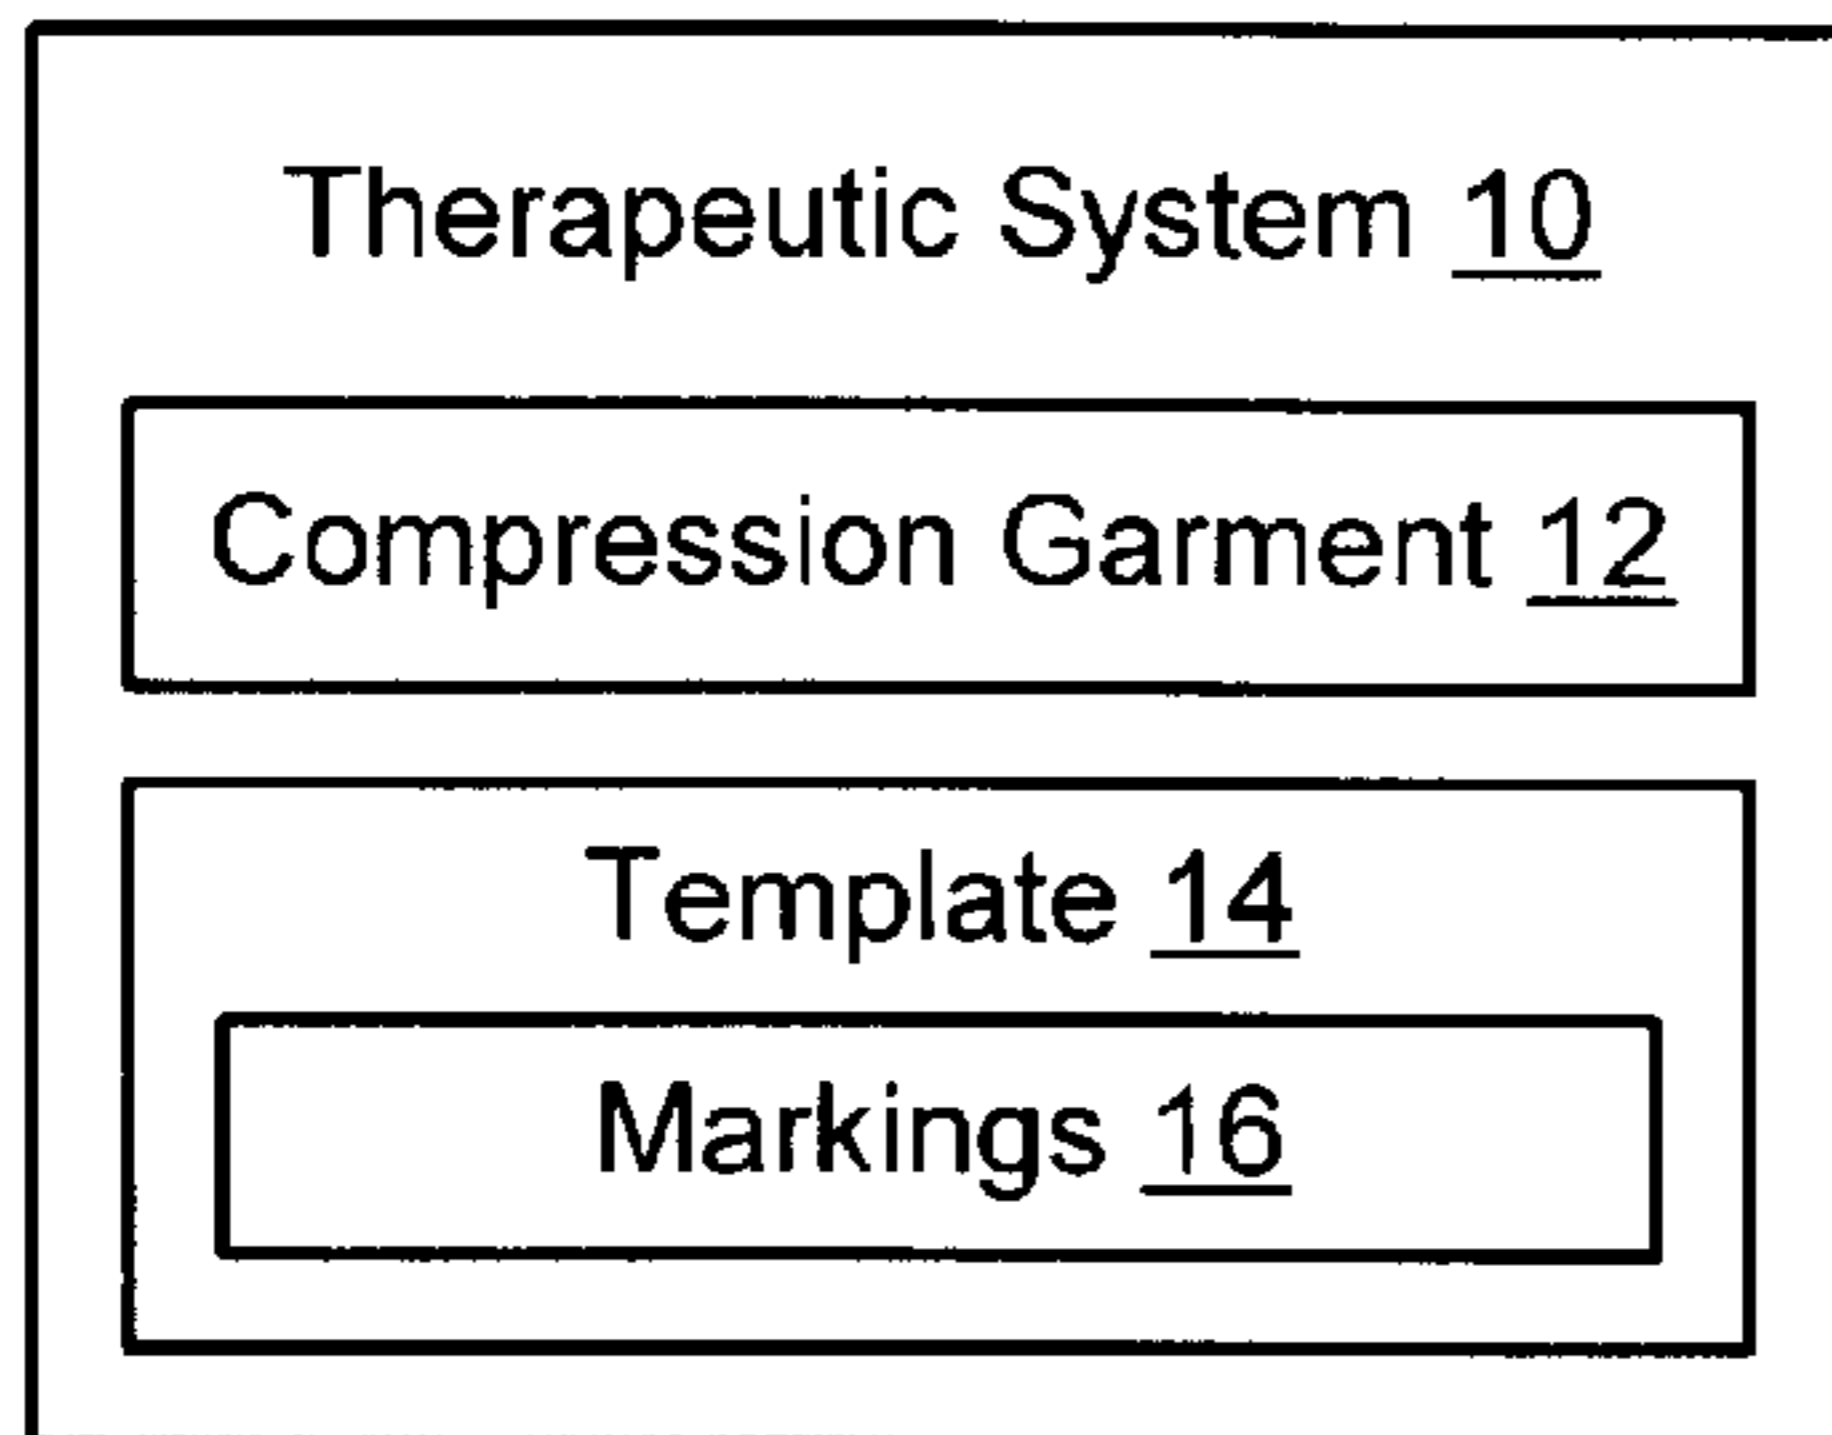 Therapeutic System 10
Compression Garment 12
Template 14
Markings 16